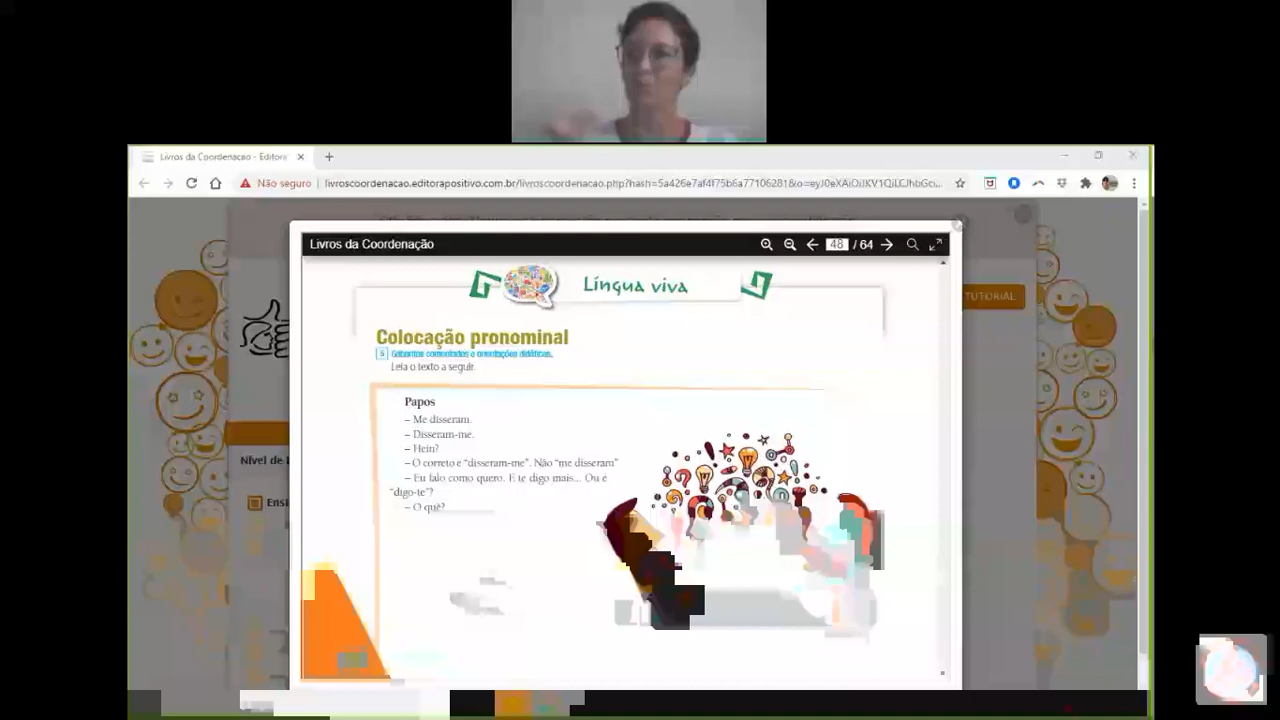 Livros da Coordenação - Editora
Não seguro
livroscoordenacao.editorapositivo.com.br/livroscoordenacao.php?hash=5a426e7af4f75b6a77106281&o=eyJ0eXAiOiJKV1QiLCJhbGci...
Livros da Coordenação
48 / 64
Língua viva
TUTORIAL
Colocação pronominal
5 Gabaritos comentados e orientações didáticas.
Leia o texto a seguir.
Papos
– Me disseram.
– Disseram-me.
– Hein?
– O correto é "disseram-me". Não "me disseram"
– Eu falo como quero. E te digo mais... Ou é
"digo-te"?
– O quê?
Nível de
Ensi